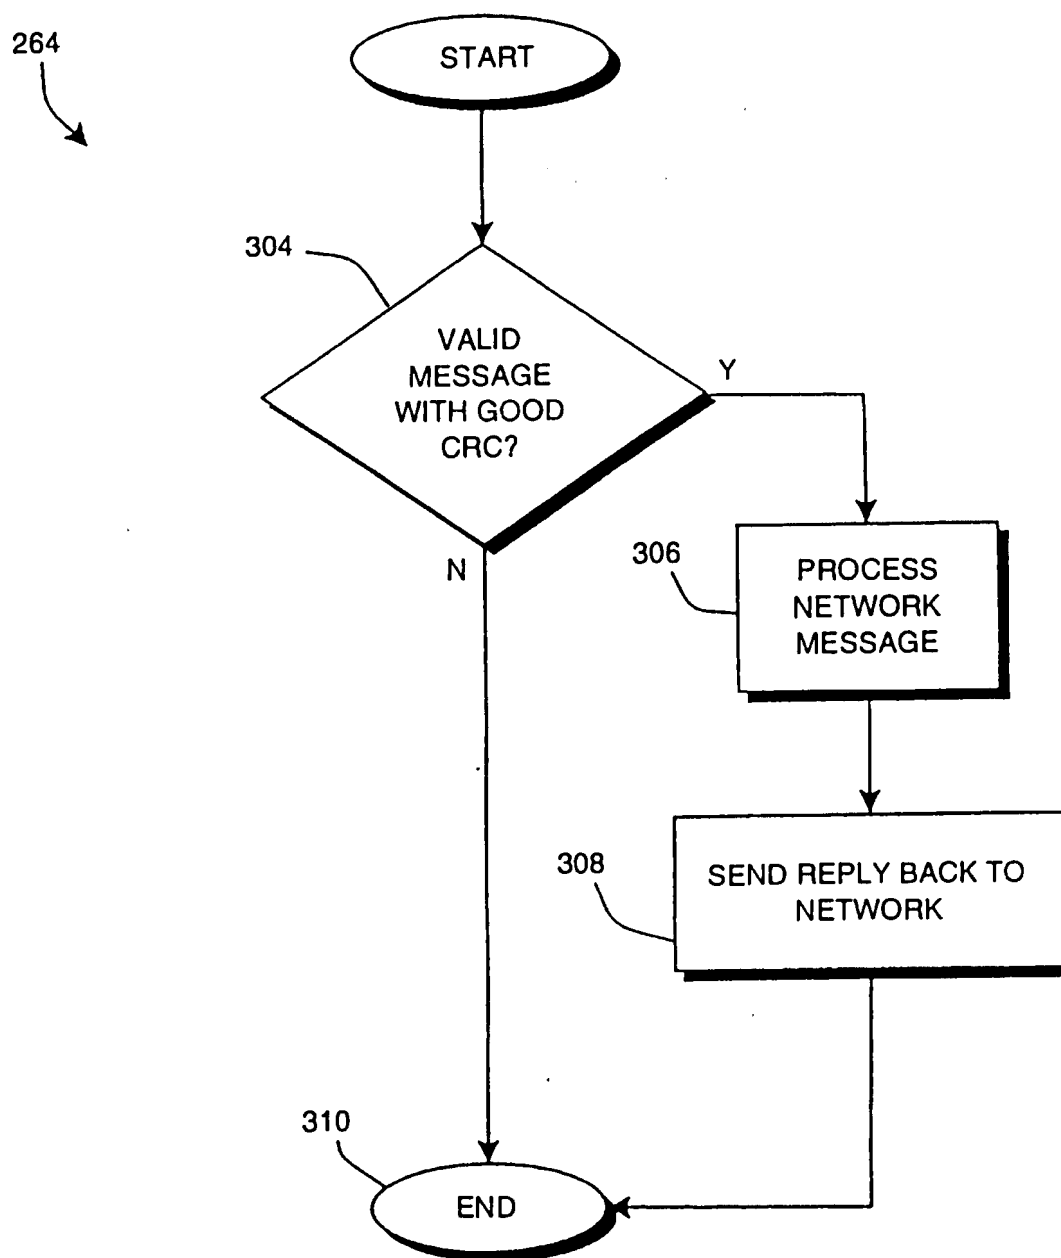 264
START
304
VALID
MESSAGE
WITH GOOD
CRC?
Y
N
306
PROCESS
NETWORK
MESSAGE
308
SEND REPLY BACK TO
NETWORK
310
END